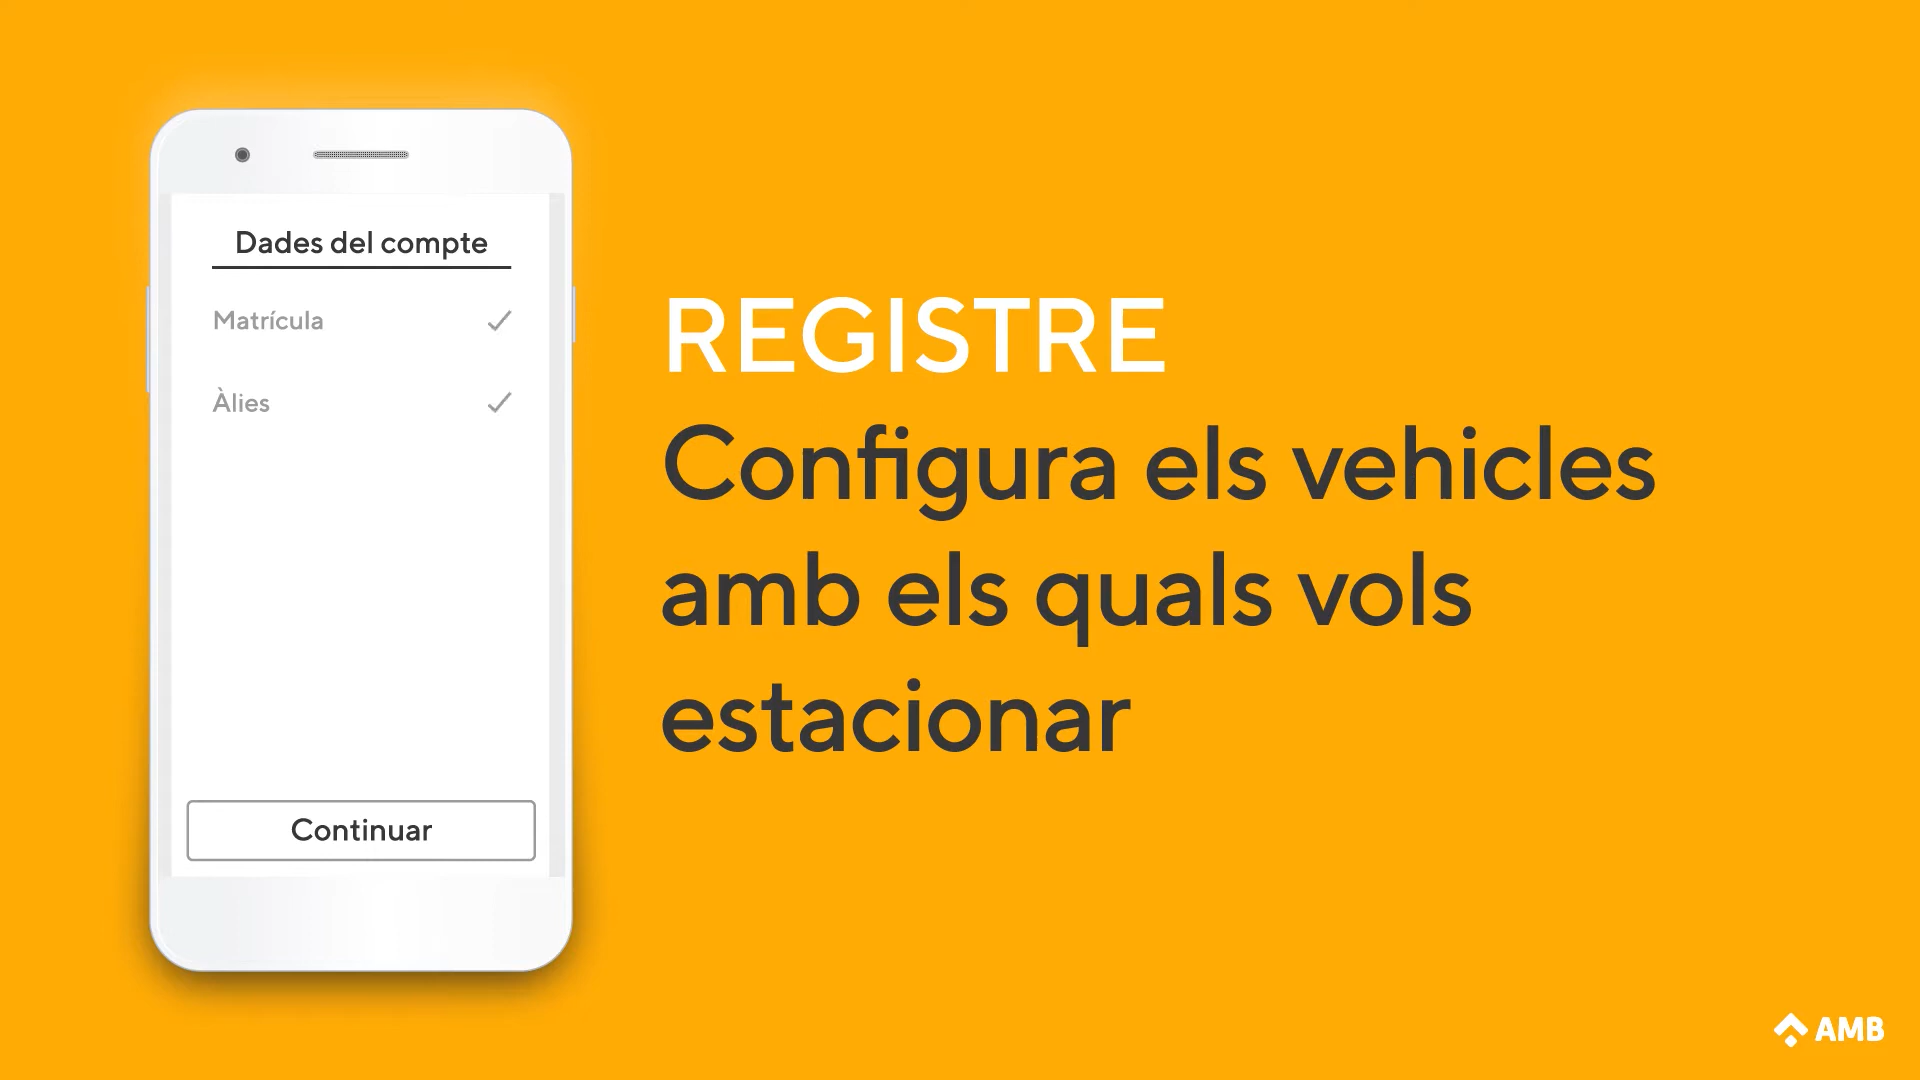 Dades del compte
Matrícula
Àlies
Continuar
REGISTRE
Configura els vehicles
amb els quals vols
estacionar
AMB